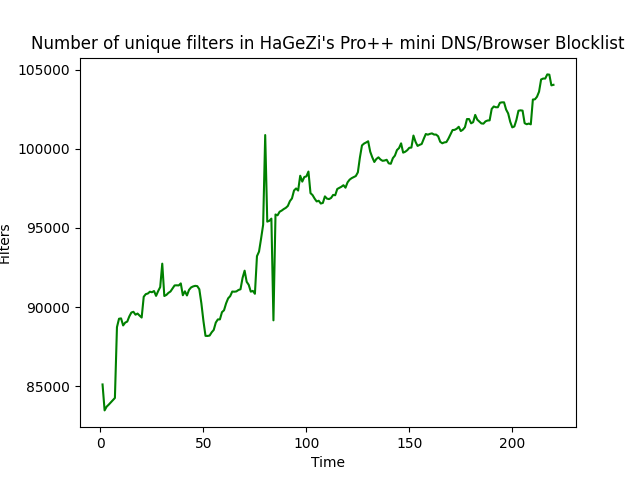 Number of unique filters in HaGeZi's Pro++ mini DNS/Browser Blocklist
105000
100000
95000
90000
85000
Filters
0 50 100 150 200
Time